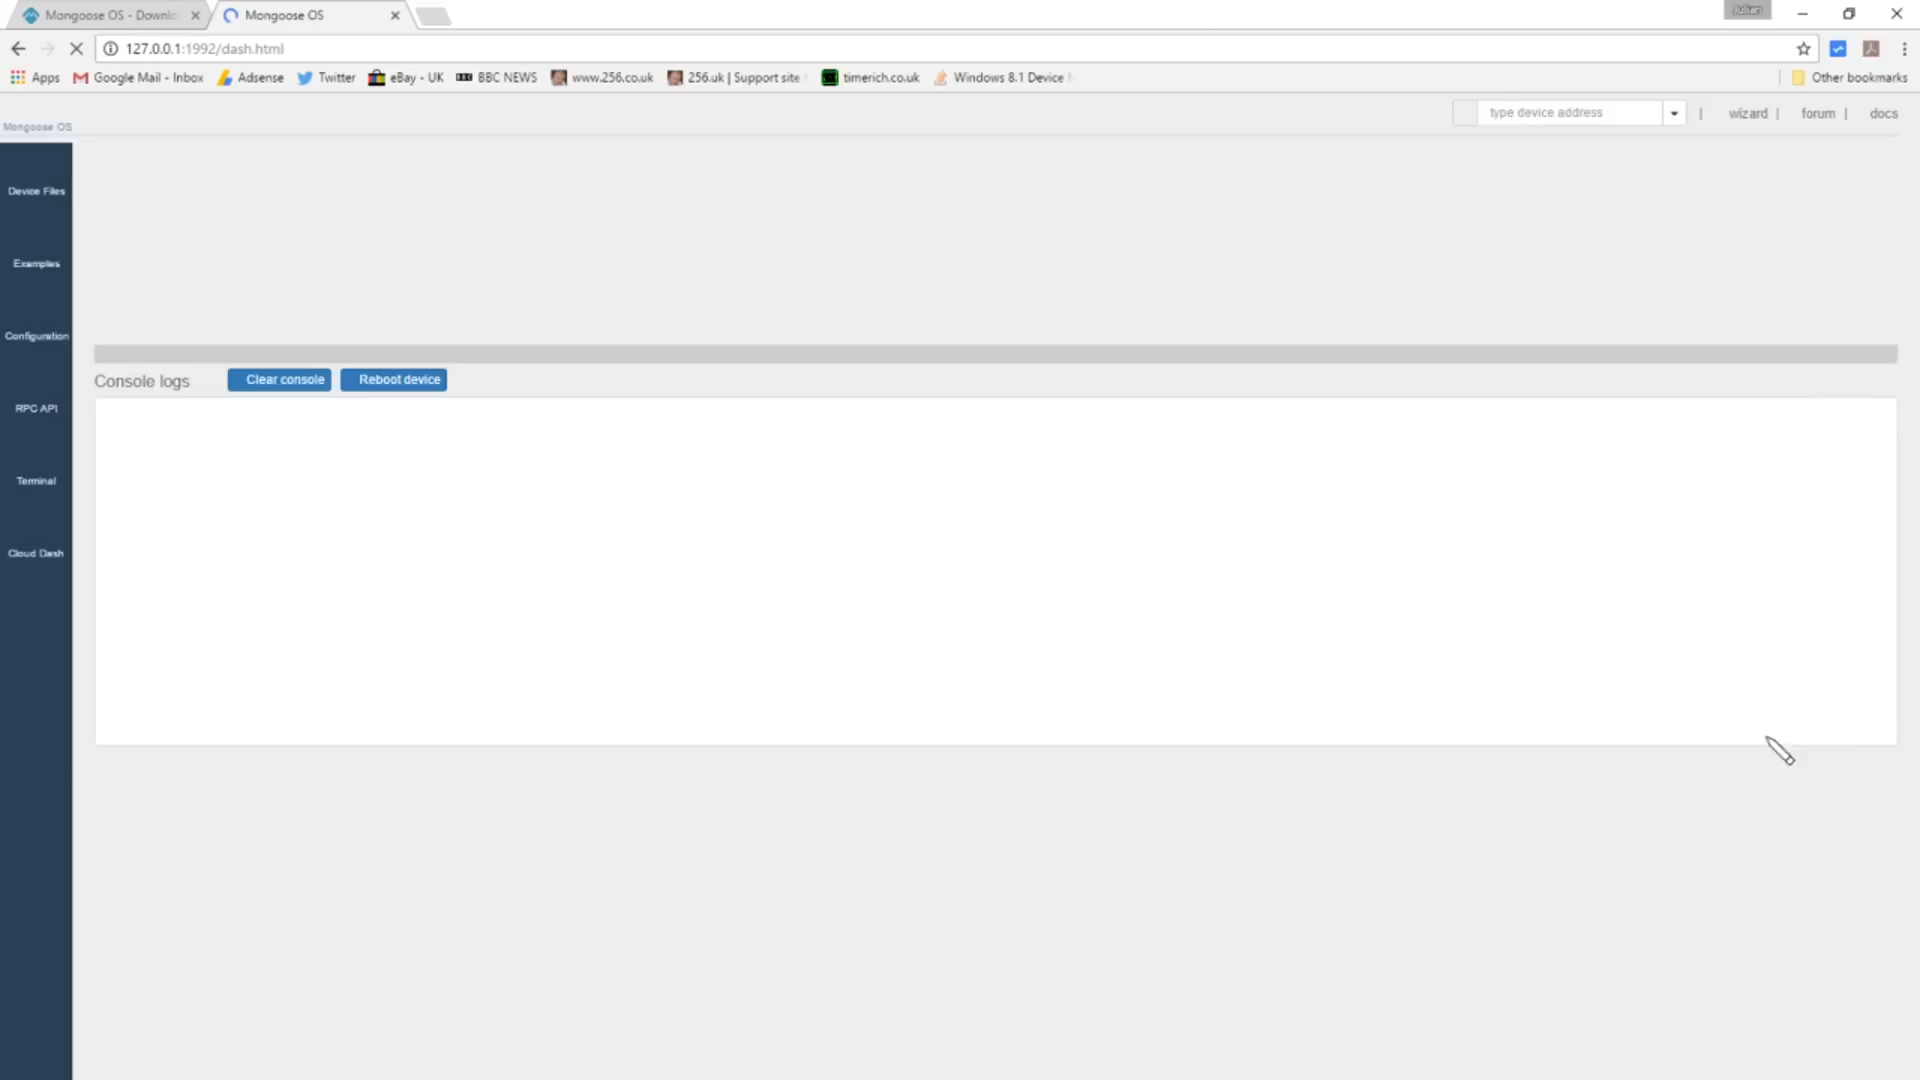 Mongoose OS - Downlo
Mongoose OS
Julian
127.0.0.1:1992/dash.html
Apps
Google Mail - Inbox
Adsense
Twitter
eBay - UK
BBC NEWS
www.256.co.uk
256.uk | Support site
timerich.co.uk
Windows 8.1 Device
Other bookmarks
Mongoose OS
type device address
| wizard | forum | docs
Device Files
Examples
Configuration
RPC API
Terminal
Cloud Dash
Console logs
Clear console
Reboot device